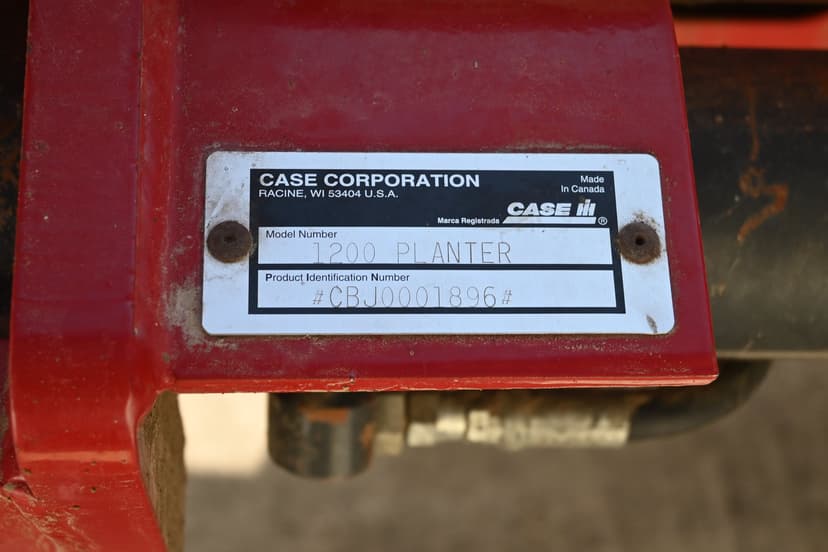 CASE CORPORATION
RACINE, WI 53404 U.S.A.
Made
In Canada
CASE IH
Marca Registrada ®
Model Number
1200 PLANTER
Product Identification Number
#CBJ0001896#